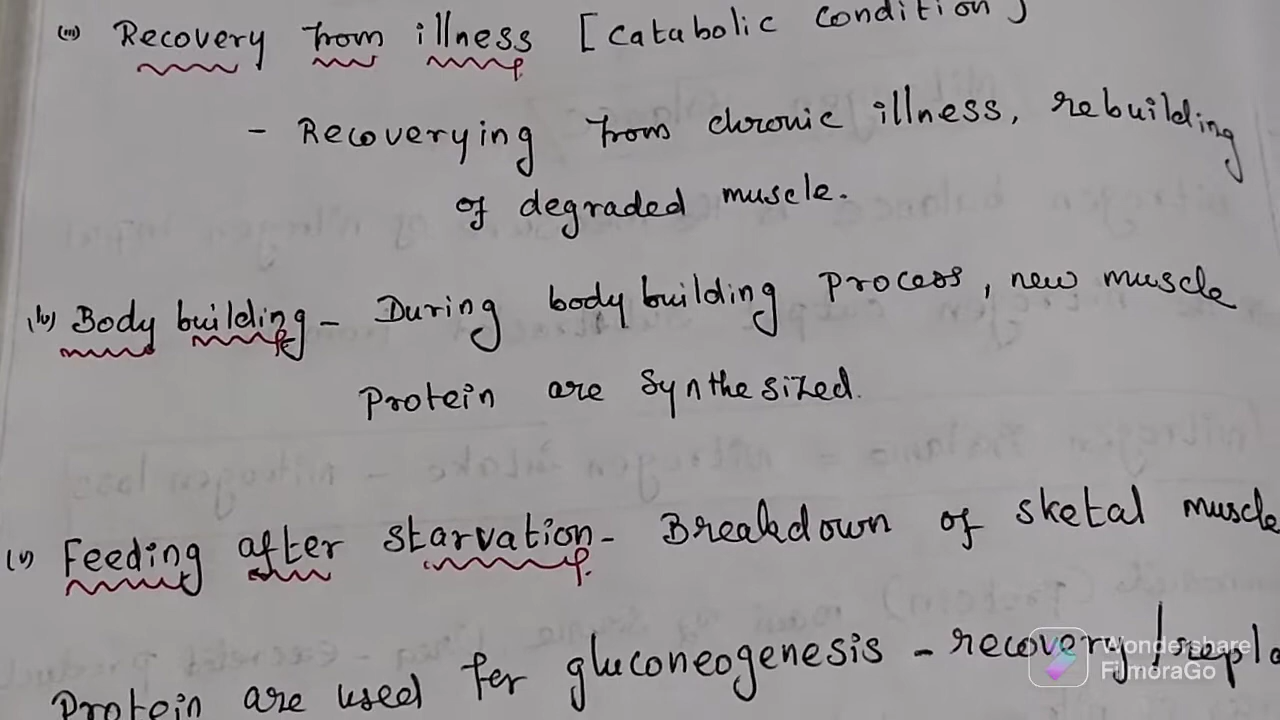 (iii) Recovery from illness [catabolic condition]
- Recoverying from chronic illness, rebuilding
of degraded muscle.
(iv) Body building - During body building process, new muscle
protein are synthesized.
(v) Feeding after starvation - Breakdown of sketal muscle
protein are used for gluconeogenesis - recovery / repla
Wondershare
FilmoraGo